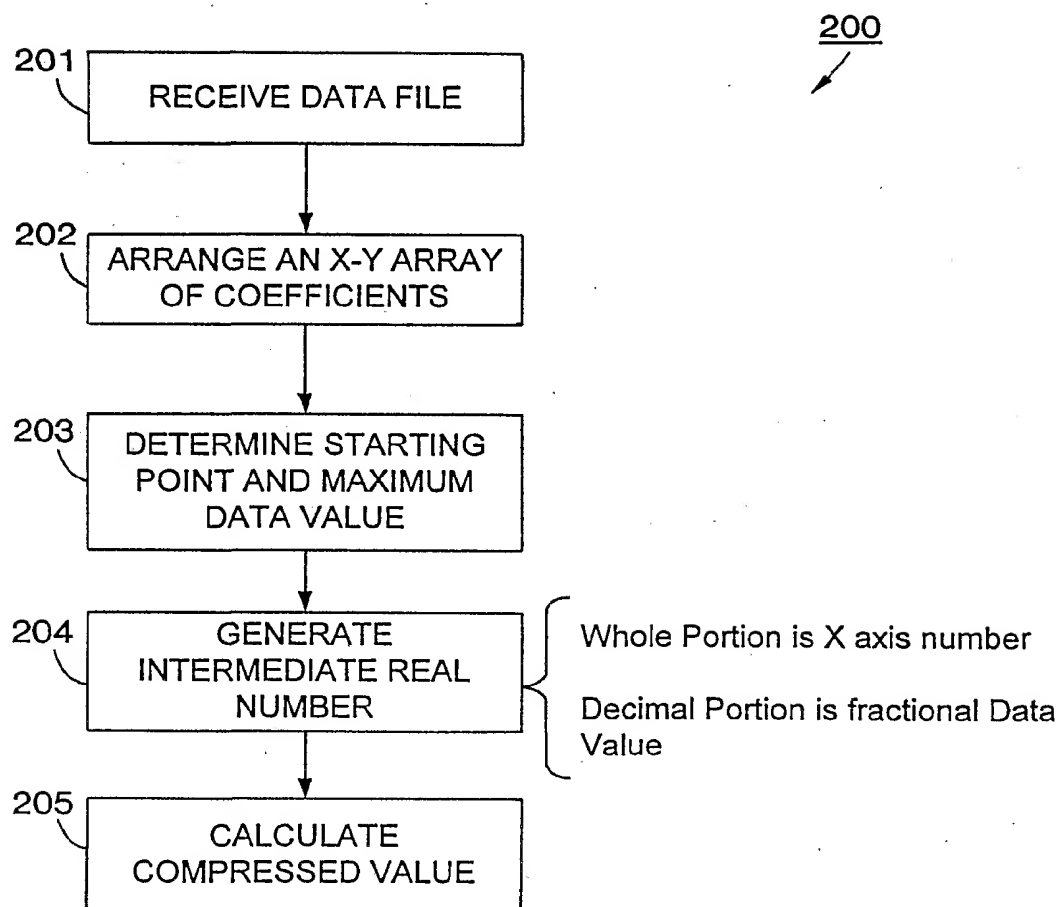 200
201
RECEIVE DATA FILE
202
ARRANGE AN X-Y ARRAY
OF COEFFICIENTS
203
DETERMINE STARTING
POINT AND MAXIMUM
DATA VALUE
204
GENERATE
INTERMEDIATE REAL
NUMBER
Whole Portion is X axis number
Decimal Portion is fractional Data
Value
205
CALCULATE
COMPRESSED VALUE